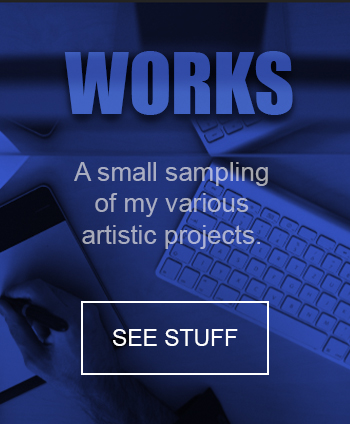 WORKS
A small sampling
of my various
artistic projects.
SEE STUFF